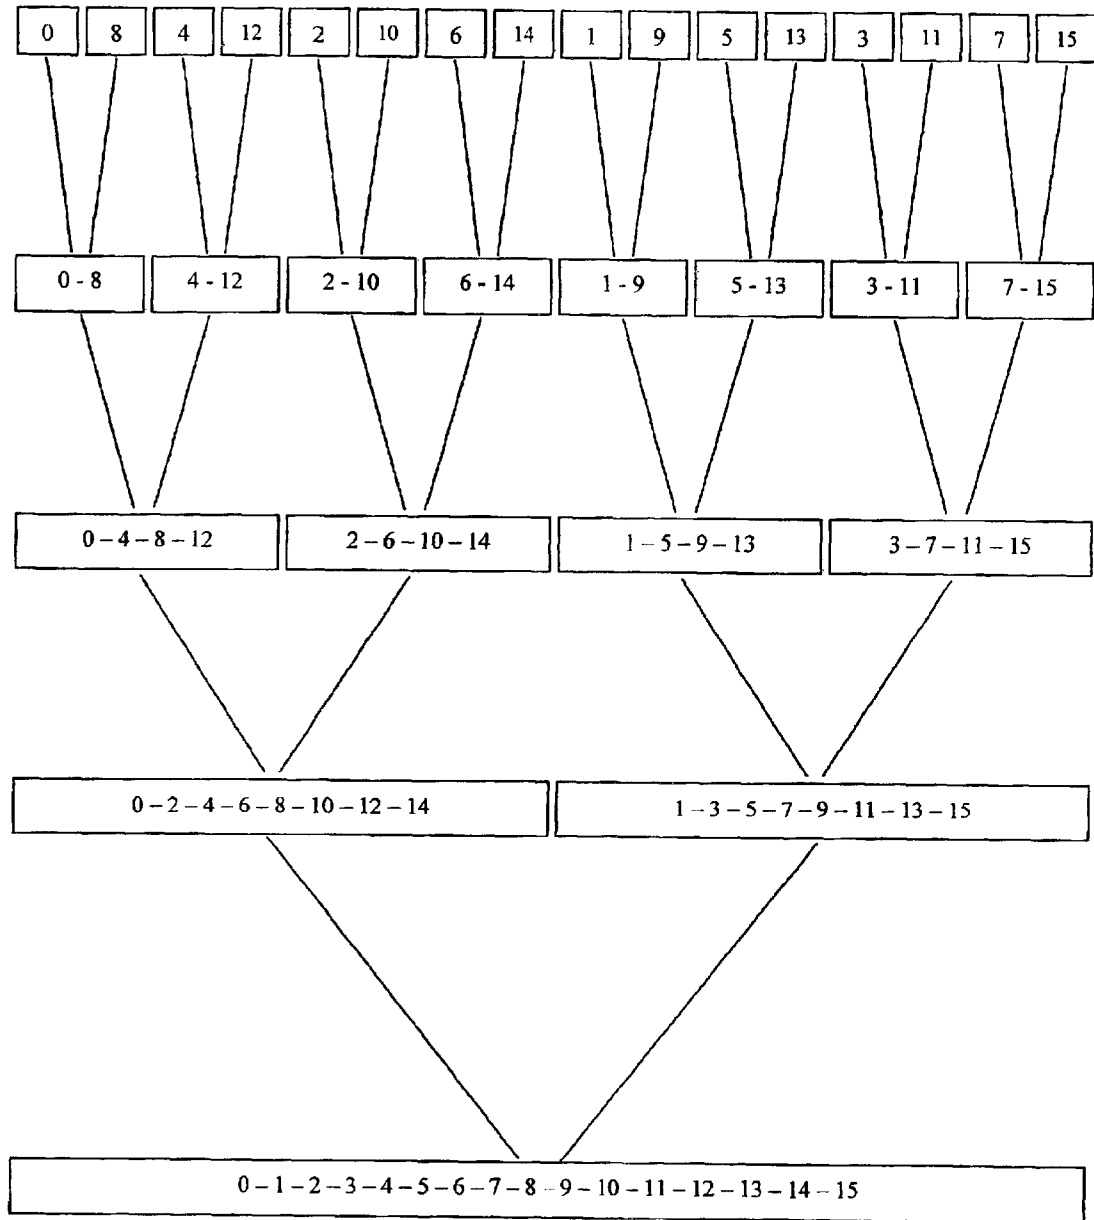 0 8 4 12 2 10 6 14 1 9 5 13 3 11 7 15
0 - 8 4 - 12 2 - 10 6 - 14 1 - 9 5 - 13 3 - 11 7 - 15
0 – 4 – 8 – 12 2 – 6 – 10 – 14 1 – 5 – 9 – 13 3 – 7 – 11 – 15
0 – 2 – 4 – 6 – 8 – 10 – 12 – 14 1 – 3 – 5 – 7 – 9 – 11 – 13 – 15
0 – 1 – 2 – 3 – 4 – 5 – 6 – 7 – 8 – 9 – 10 – 11 – 12 – 13 – 14 – 15